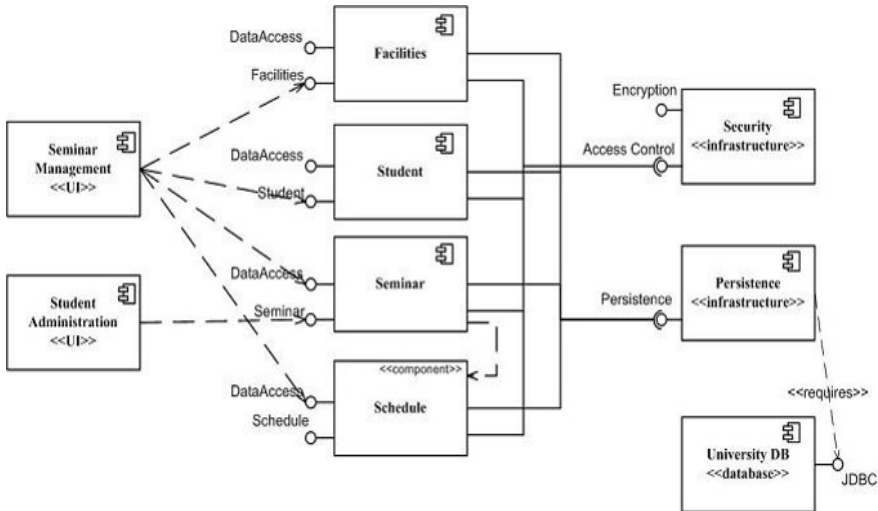 DataAccess
Facilities
Facilities
Encryption
Security
<<infrastructure>>
Access Control
Seminar
Management
<<UI>>
DataAccess
Student
Student
DataAccess
Seminar
Seminar
Persistence
Persistence
<<infrastructure>>
Student
Administration
<<UI>>
<<component>>
DataAccess
Schedule
Schedule
<<requires>>
University DB
<<database>>
JDBC